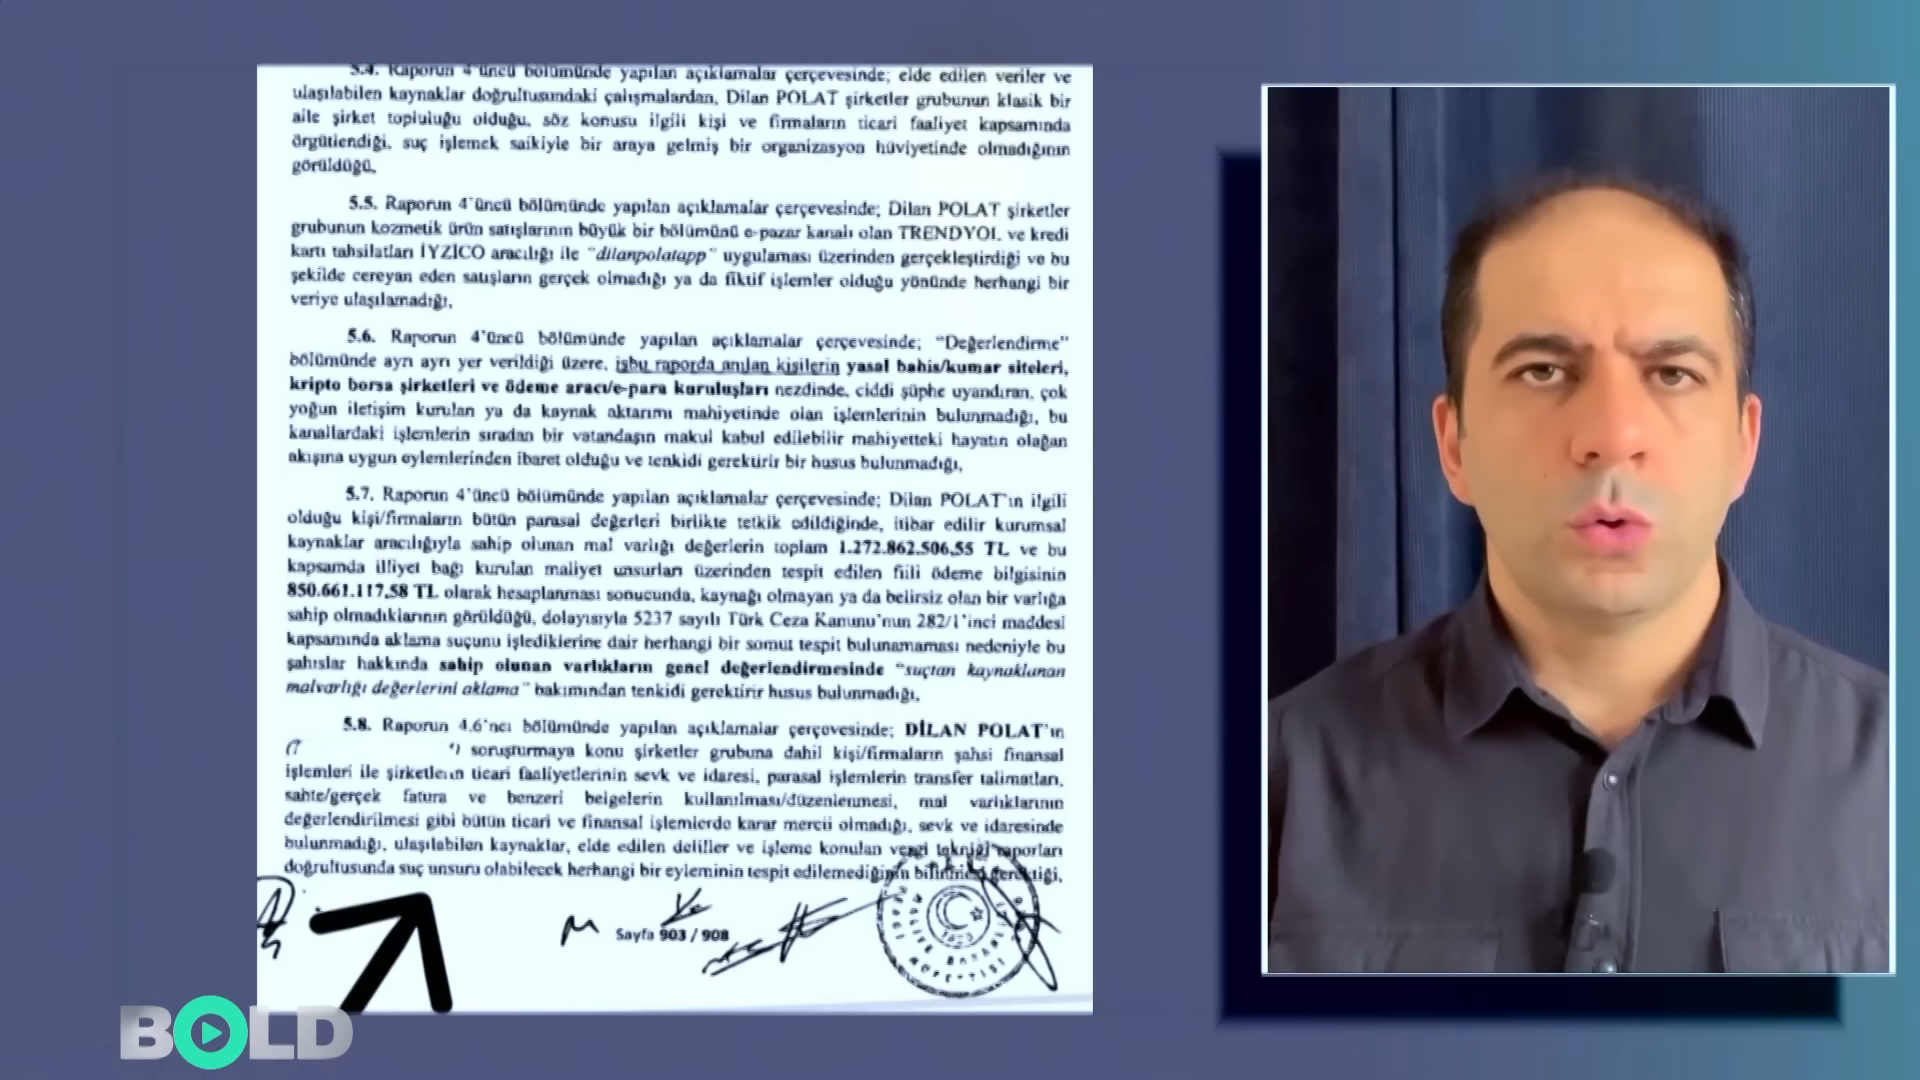 5.4. Raporun 4'üncü bölümünde yapılan açıklamalar çerçevesinde; elde edilen veriler ve
ulaşılabilen kaynaklar doğrultusundaki çalışmalardan, Dilan POLAT şirketler grubunun klasik bir
aile şirket topluluğu olduğu, söz konusu ilgili kişi ve firmaların ticari faaliyet kapsamında
örgütlendiği, suç işlemek saikiyle bir araya gelmiş bir organizasyon hüviyetinde olmadığının
görüldüğü,
5.5. Raporun 4'üncü bölümünde yapılan açıklamalar çerçevesinde; Dilan POLAT şirketler
grubunun kozmetik ürün satışlarının büyük bir bölümünü e-pazar kanalı olan TRENDYOL ve kredi
kartı tahsilatları İYZİCO aracılığı ile "dilanpolatapp" uygulaması üzerinden gerçekleştirdiği ve bu
şekilde cereyan eden satışların gerçek olmadığı ya da fiktif işlemler olduğu yönünde herhangi bir
veriye ulaşılamadığı,
5.6. Raporun 4'üncü bölümünde yapılan açıklamalar çerçevesinde; "Değerlendirme"
bölümünde ayrı ayrı yer verildiği üzere, işbu raporda anılan kişilerin yasal bahis/kumar siteleri,
kripto borsa şirketleri ve ödeme aracı/e-para kuruluşları nezdinde, ciddi şüphe uyandıran, çok
yoğun iletişim kurulan ya da kaynak aktarımı mahiyetinde olan işlemlerinin bulunmadığı, bu
kanallardaki işlemlerin sıradan bir vatandaşın makul kabul edilebilir mahiyetteki hayatın olağan
akışına uygun eylemlerinden ibaret olduğu ve tenkidi gerektirir bir husus bulunmadığı,
5.7. Raporun 4'üncü bölümünde yapılan açıklamalar çerçevesinde; Dilan POLAT'ın ilgili
olduğu kişi/firmaların bütün parasal değerleri birlikte tetkik edildiğinde, itibar edilir kurumsal
kaynaklar aracılığıyla sahip olunan mal varlığı değerlerin toplam 1.272.862.506,55 TL ve bu
kapsamda illiyet bağı kurulan maliyet unsurları üzerinden tespit edilen fiili ödeme bilgisinin
850.661.117,58 TL olarak hesaplanması sonucunda, kaynağı olmayan ya da belirsiz olan bir varlığa
sahip olmadıklarının görüldüğü, dolayısıyla 5237 sayılı Türk Ceza Kanunu'nun 282/1'inci maddesi
kapsamında aklama suçunu işlediklerine dair herhangi bir somut tespit bulunamaması nedeniyle bu
şahıslar hakkında sahip olunan varlıkların genel değerlendirmesinde "suçtan kaynaklanan
malvarlığı değerlerini aklama" bakımından tenkidi gerektirir husus bulunmadığı,
5.8. Raporun 4.6'ncı bölümünde yapılan açıklamalar çerçevesinde; DİLAN POLAT'ın
(7 ') soruşturmaya konu şirketler grubuna dahil kişi/firmaların şahsi finansal
işlemleri ile şirketlerin ticari faaliyetlerinin sevk ve idaresi, parasal işlemlerin transfer talimatları,
sahte/gerçek fatura ve benzeri belgelerin kullanılması/düzenlenmesi, mal varlıklarının
değerlendirilmesi gibi bütün ticari ve finansal işlemlerde karar mercii olmadığı, sevk ve idaresinde
bulunmadığı, ulaşılabilen kaynaklar, elde edilen deliller ve işleme konulan vergi tekniği raporları
doğrultusunda suç unsuru olabilecek herhangi bir eyleminin tespit edilemediğinin bilinmesi gerektiği,
Sayfa 903 / 908
BOLD